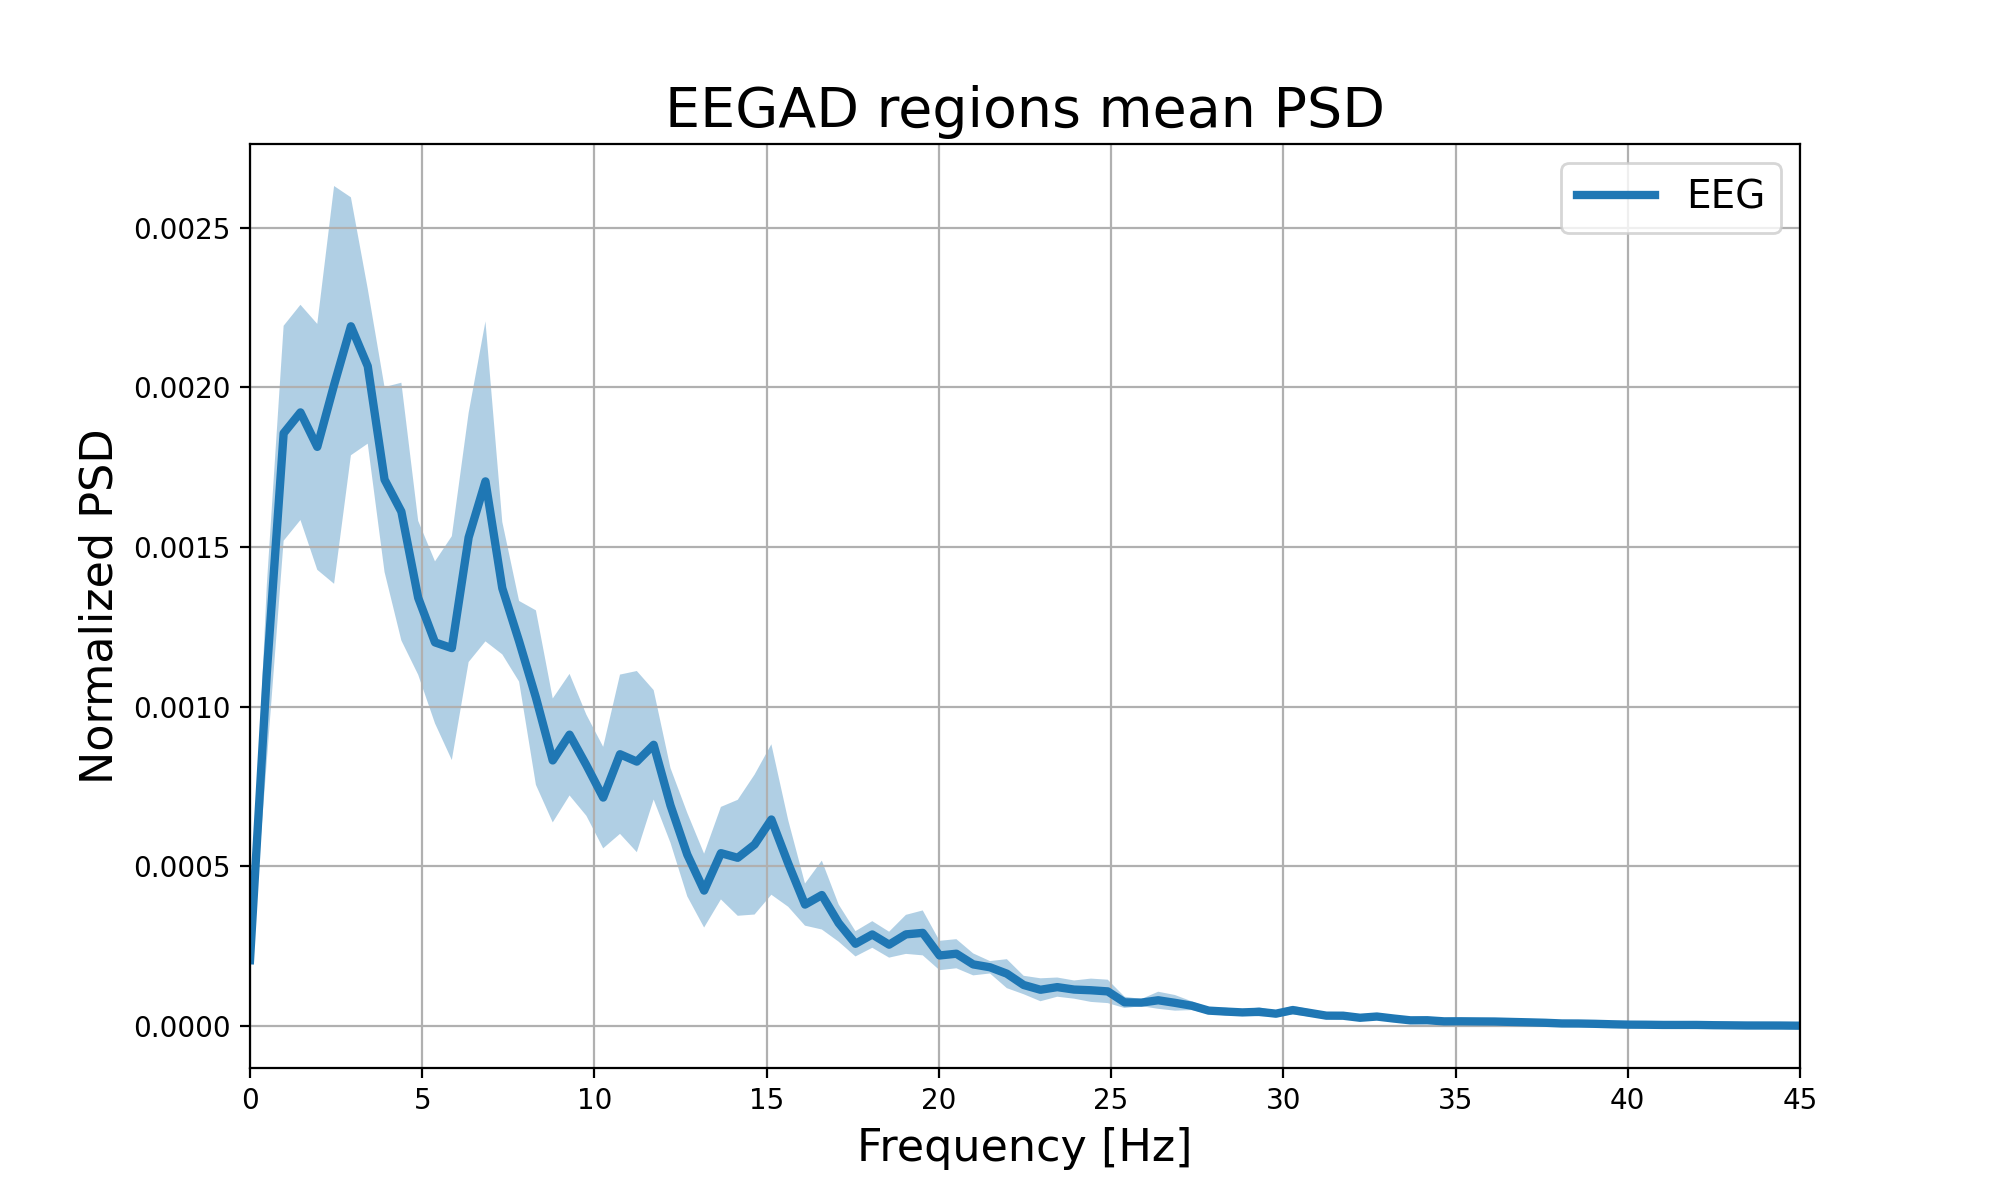 EEGAD regions mean PSD
EEG
Normalized PSD
0.0025
0.0020
0.0015
0.0010
0.0005
0.0000
0 5 10 15 20 25 30 35 40 45
Frequency [Hz]